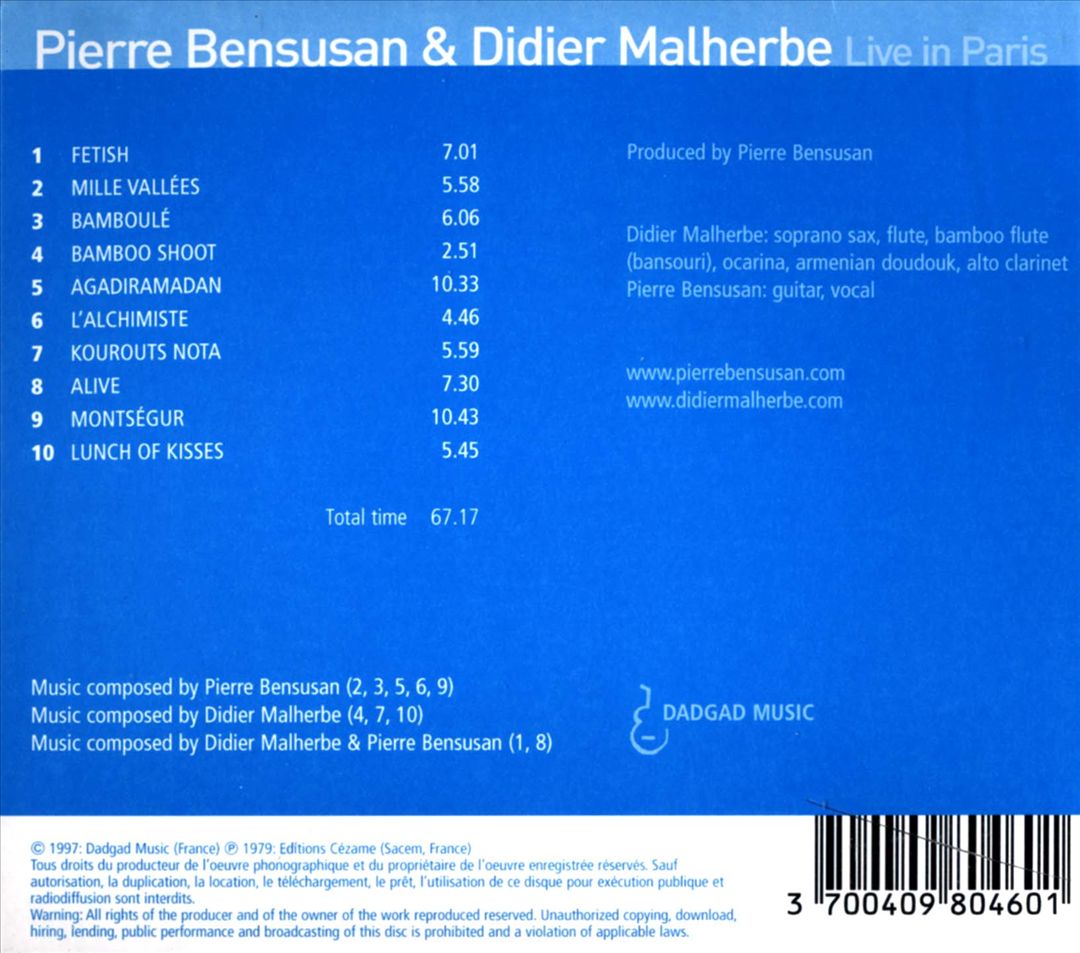 Pierre Bensusan & Didier Malherbe Live in Paris
1 FETISH 7.01
2 MILLE VALLÉES 5.58
3 BAMBOULÉ 6.06
4 BAMBOO SHOOT 2.51
5 AGADIRAMADAN 10.33
6 L'ALCHIMISTE 4.46
7 KOUROUTS NOTA 5.59
8 ALIVE 7.30
9 MONTSÉGUR 10.43
10 LUNCH OF KISSES 5.45
Total time 67.17
Produced by Pierre Bensusan
Didier Malherbe: soprano sax, flute, bamboo flute
(bansouri), ocarina, armenian doudouk, alto clarinet
Pierre Bensusan: guitar, vocal
www.pierrebensusan.com
www.didiermalherbe.com
Music composed by Pierre Bensusan (2, 3, 5, 6, 9)
Music composed by Didier Malherbe (4, 7, 10)
Music composed by Didier Malherbe & Pierre Bensusan (1, 8)
DADGAD MUSIC
© 1997: Dadgad Music (France) ℗ 1979: Editions Cézame (Sacem, France)
Tous droits du producteur de l'oeuvre phonographique et du propriétaire de l'oeuvre enregistrée réservés. Sauf
autorisation, la duplication, la location, le téléchargement, le prêt, l'utilisation de ce disque pour exécution publique et
radiodiffusion sont interdits.
Warning: All rights of the producer and of the owner of the work reproduced reserved. Unauthorized copying, download,
hiring, lending, public performance and broadcasting of this disc is prohibited and a violation of applicable laws.
3 700409 804601